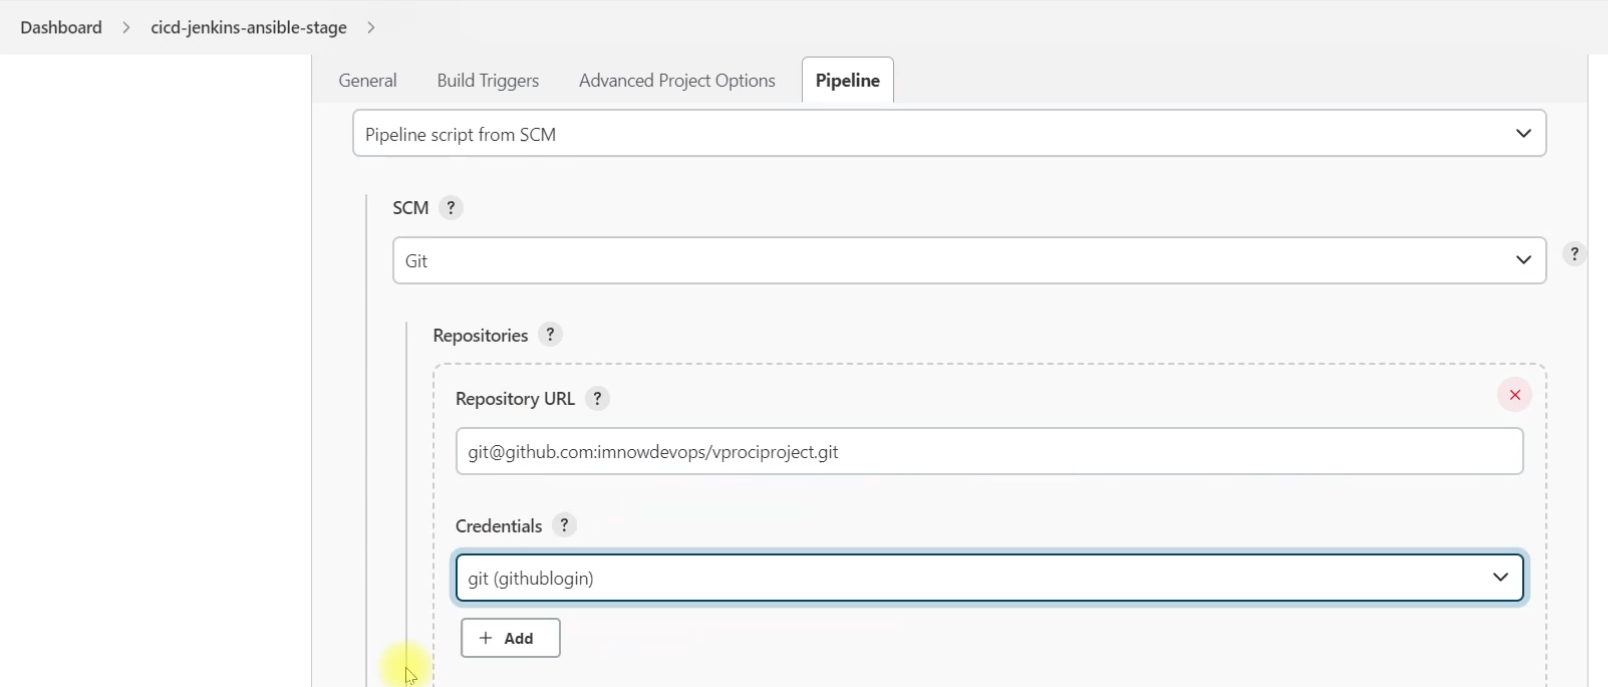 Dashboard > cicd-jenkins-ansible-stage >
General Build Triggers Advanced Project Options Pipeline
Pipeline script from SCM
SCM ?
Git
?
Repositories ?
Repository URL ?
git@github.com:imnowdevops/vprociproject.git
Credentials ?
git (githublogin)
+ Add